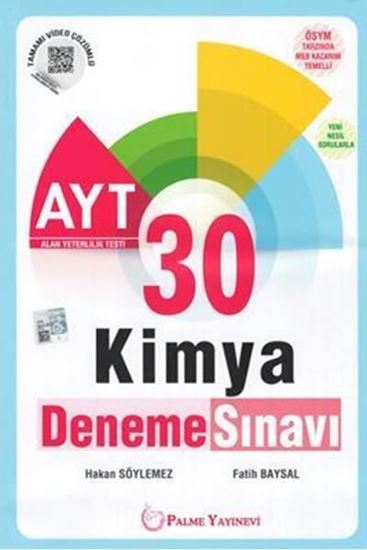 TAMAMI VİDEO ÇÖZÜMLÜ
ÖSYM
TARZINDA
MEB KAZANIM
TEMELLİ
YENİ
NESİL
SORULARLA
AYT
ALAN YETERLİLİK TESTİ
30
Kimya
Deneme Sınavı
Hakan SÖYLEMEZ Fatih BAYSAL
PALME YAYINEVİ